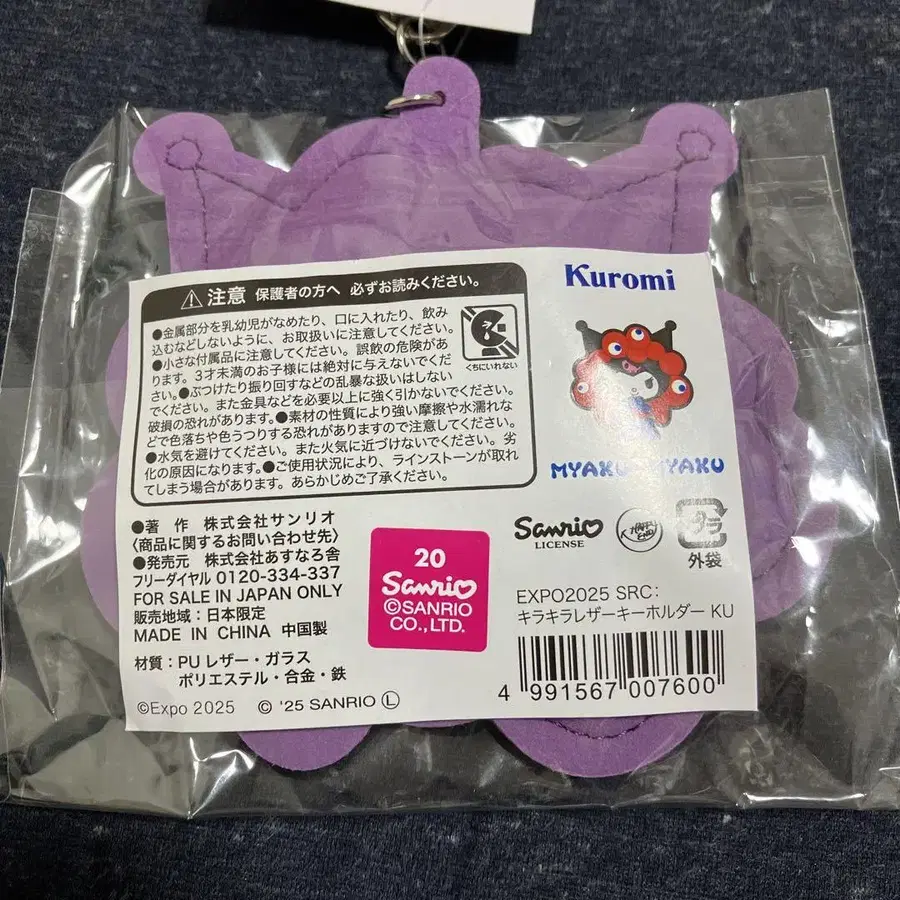 ⚠注意 保護者の方へ 必ずお読みください。
●金属部分を乳幼児がなめたり、口に入れたり、飲み
込むなどしないように、お取扱いに注意してください。
●小さな付属品に注意してください。誤飲の危険があ
ります。3才未満のお子様には絶対に与えないでくだ
さい。●ぶつけたり振り回すなどの乱暴な扱いはしない
でください。また金具などを必要以上に強く引かないでください。
破損の恐れがあります。●素材の性質により強い摩擦や水濡れな
どで色落ちや色うつりする恐れがありますので注意してください。
●水気を避けてください。また火気に近づけないでください。劣
化の原因になります。●ご使用状況により、ラインストーンが取れ
てしまう場合があります。あらかじめご了承ください。
くちにいれない
Kuromi
MYAKU-MYAKU
●著 作 株式会社サンリオ
〈商品に関するお問い合わせ先〉
●発売元 株式会社あすなろ舎
フリーダイヤル 0120-334-337
FOR SALE IN JAPAN ONLY
販売地域：日本限定
MADE IN CHINA 中国製
材質：PUレザー・ガラス
ポリエステル・合金・鉄
©Expo 2025 © '25 SANRIO Ⓛ
20
Sanrio
©SANRIO
CO.,LTD.
Sanrio
LICENSE
HAPPY
END
プラ
外袋
EXPO2025 SRC:
キラキラレザーキーホルダー KU
4 991567 007600